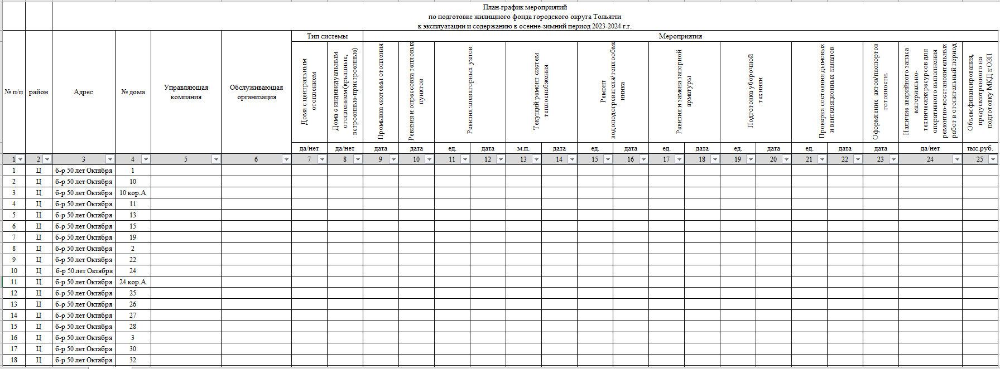 План-график мероприятий
по подготовке жилищного фонда городского округа Тольятти
к эксплуатации и содержанию в осенне-зимний период 2023-2024 г.г.
№ п/п
район
Адрес
№ дома
Управляющая
компания
Обслуживающая
организация
Тип системы
Мероприятия
Дома с центральным
отоплением
Дома с индивидуальным
отоплением(крышные,
встроенные-пристроенные)
Промывка системы отопления
Ревизия и опрессовка тепловых
пунктов
Ревизия элеваторных узлов
Текущий ремонт систем
теплоснабжения
Ремонт
водоподогревателя/теплообме
нника
Ревизия и замена запорной
арматуры
Подготовка уборочной
техники
Проверка состояния дымовых
и вентиляционных каналов
Оформление актов/паспортов
готовности.
Наличие аварийного запаса
материально-
технических ресурсов для
оперативного выполнения
ремонтно-восстановительных
работ в отопительный период
Объем финансирования,
предусмотренного на
подготовку МКД к ОЗП
да/нет да/нет дата дата ед. дата м.п. дата ед. дата ед. дата ед. дата ед. дата дата да/нет тыс.руб.
1 2 3 4 5 6 7 8 9 10 11 12 13 14 15 16 17 18 19 20 21 22 23 24 25
1 Ц б-р 50 лет Октября 1
2 Ц б-р 50 лет Октября 10
3 Ц б-р 50 лет Октября 10 кор.А
4 Ц б-р 50 лет Октября 11
5 Ц б-р 50 лет Октября 13
6 Ц б-р 50 лет Октября 15
7 Ц б-р 50 лет Октября 19
8 Ц б-р 50 лет Октября 2
9 Ц б-р 50 лет Октября 22
10 Ц б-р 50 лет Октября 24
11 Ц б-р 50 лет Октября 24 кор.А
12 Ц б-р 50 лет Октября 25
13 Ц б-р 50 лет Октября 26
14 Ц б-р 50 лет Октября 27
15 Ц б-р 50 лет Октября 28
16 Ц б-р 50 лет Октября 3
17 Ц б-р 50 лет Октября 30
18 Ц б-р 50 лет Октября 32